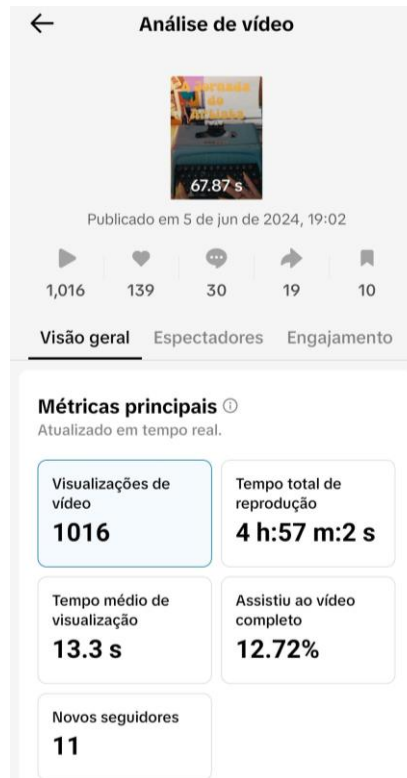 Análise de vídeo
A Jornada
do
67.87 s
Publicado em 5 de jun de 2024, 19:02
1,016 139 30 19 10
Visão geral Espectadores Engajamento
Métricas principais
Atualizado em tempo real.
Visualizações de
vídeo
1016
Tempo total de
reprodução
4 h:57 m:2 s
Tempo médio de
visualização
13.3 s
Assistiu ao vídeo
completo
12.72%
Novos seguidores
11